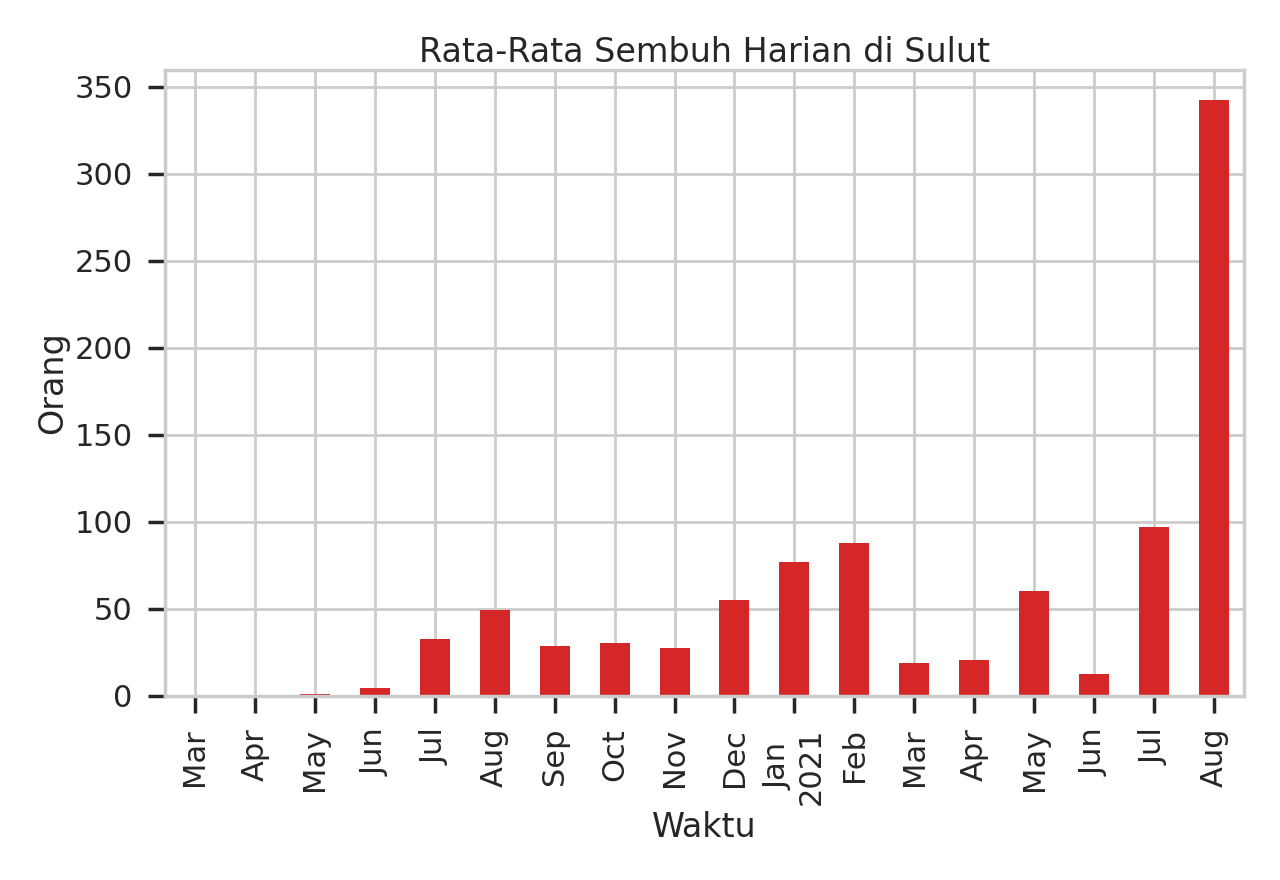 Rata-Rata Sembuh Harian di Sulut
Orang
350
300
250
200
150
100
50
0
Mar
Apr
May
Jun
Jul
Aug
Sep
Oct
Nov
Dec
Jan
2021
Feb
Mar
Apr
May
Jun
Jul
Aug
Waktu